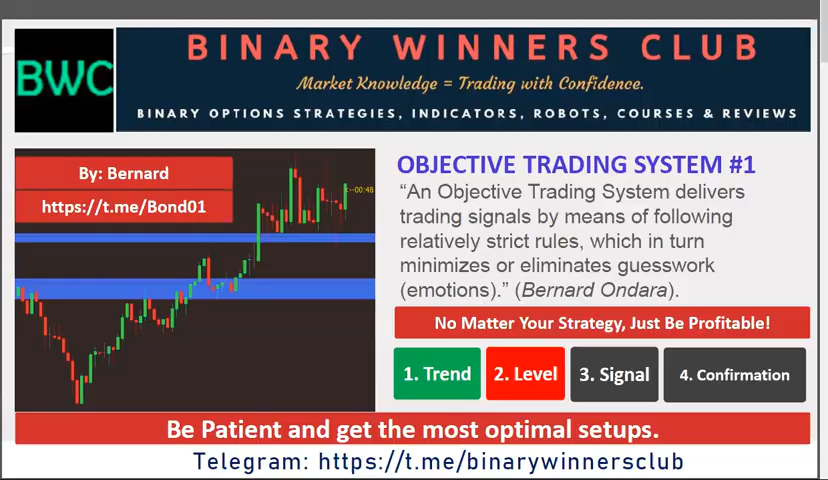 BWC
BINARY WINNERS CLUB
Market Knowledge = Trading with Confidence.
BINARY OPTIONS STRATEGIES, INDICATORS, ROBOTS, COURSES & REVIEWS
By: Bernard
https://t.me/Bond01
<--00:48
OBJECTIVE TRADING SYSTEM #1
“An Objective Trading System delivers
trading signals by means of following
relatively strict rules, which in turn
minimizes or eliminates guesswork
(emotions).” (Bernard Ondara).
No Matter Your Strategy, Just Be Profitable!
1. Trend
2. Level
3. Signal
4. Confirmation
Be Patient and get the most optimal setups.
Telegram: https://t.me/binarywinnersclub